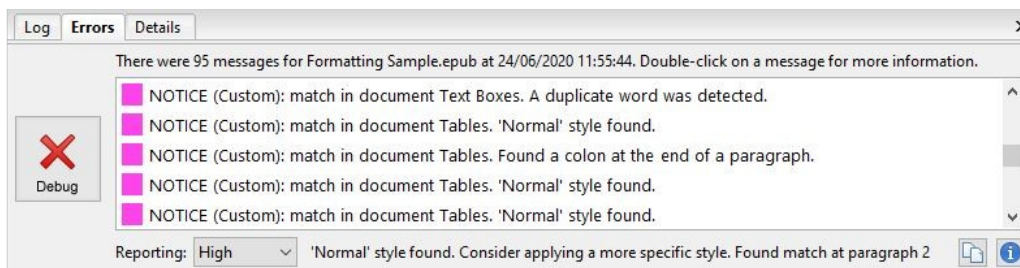 Log Errors Details
There were 95 messages for Formatting Sample.epub at 24/06/2020 11:55:44. Double-click on a message for more information.
NOTICE (Custom): match in document Text Boxes. A duplicate word was detected.
NOTICE (Custom): match in document Tables. 'Normal' style found.
NOTICE (Custom): match in document Tables. Found a colon at the end of a paragraph.
NOTICE (Custom): match in document Tables. 'Normal' style found.
NOTICE (Custom): match in document Tables. 'Normal' style found.
Debug
Reporting: High 'Normal' style found. Consider applying a more specific style. Found match at paragraph 2